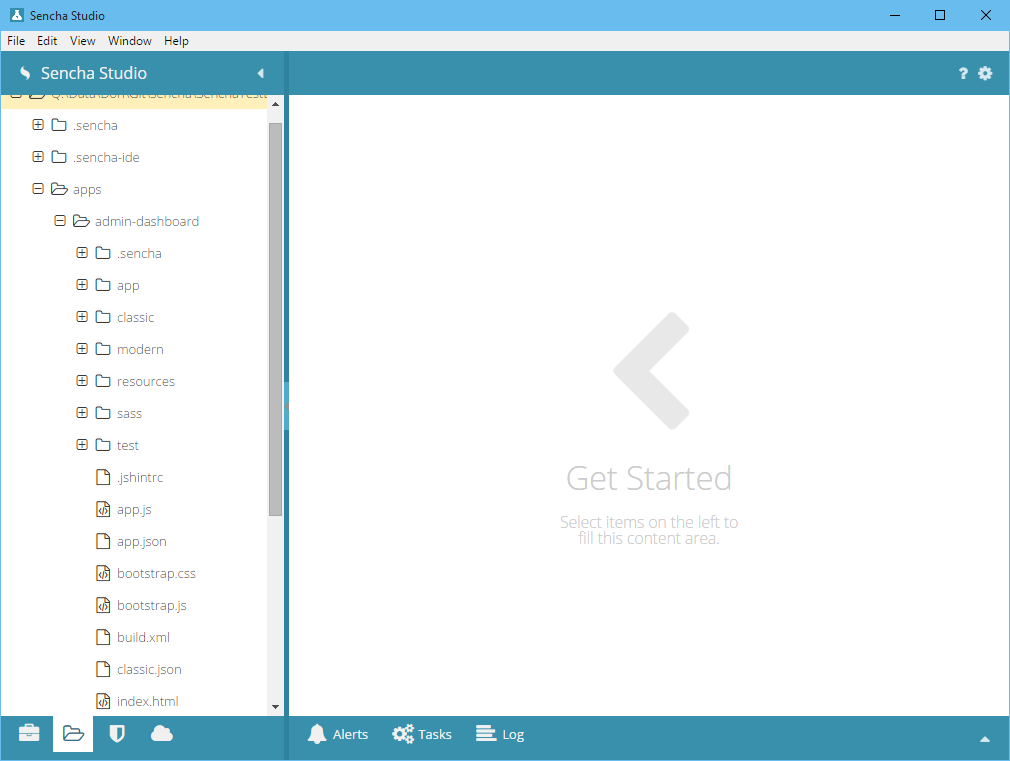 Sencha Studio
File Edit View Window Help
Sencha Studio
?
.sencha
.sencha-ide
apps
admin-dashboard
.sencha
app
classic
modern
resources
sass
test
.jshintrc
app.js
app.json
bootstrap.css
bootstrap.js
build.xml
classic.json
index.html
Get Started
Select items on the left to
fill this content area.
Alerts Tasks Log